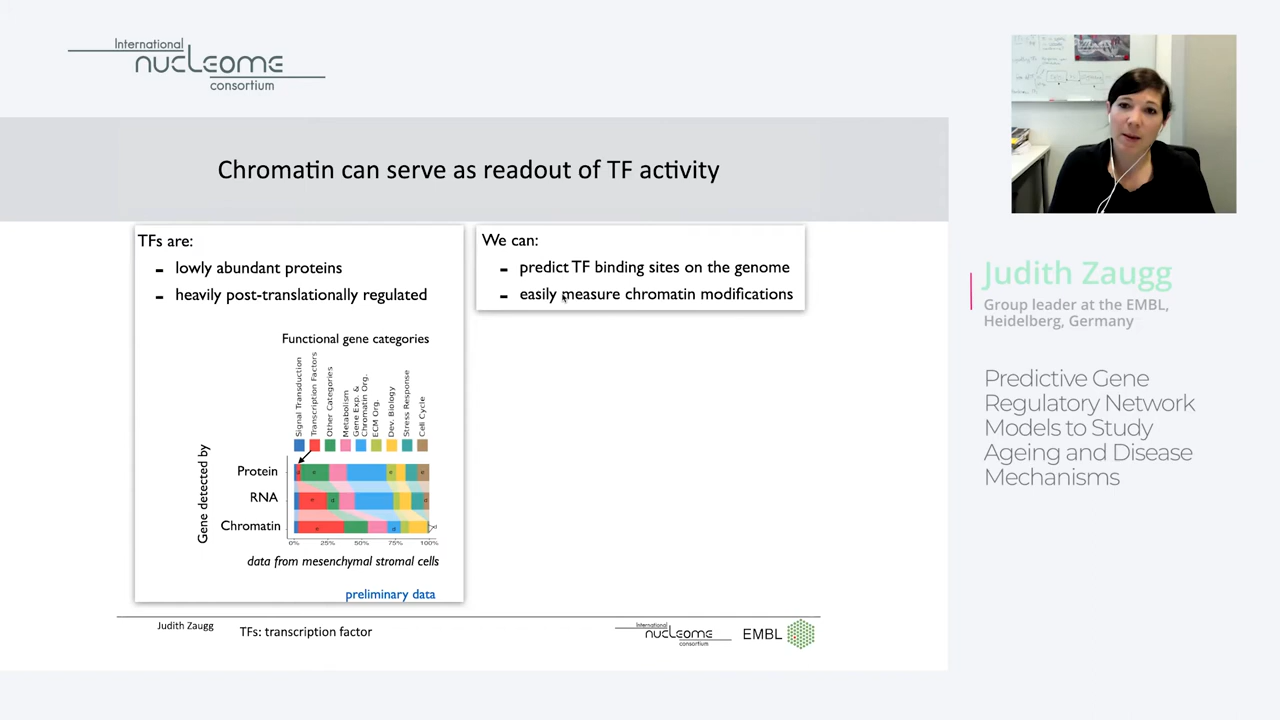 International
nucleome
consortium
Chromatin can serve as readout of TF activity
TFs are:
- lowly abundant proteins
- heavily post-translationally regulated
We can:
- predict TF binding sites on the genome
- easily measure chromatin modifications
Functional gene categories
Signal Transduction
Transcription Factors
Other Categories
Metabolism
Gene Exp. &
Chromatin Org.
ECM Org.
Dev. Biology
Stress Response
Cell Cycle
Gene detected by
Protein
RNA
Chromatin
0% 25% 50% 75% 100%
data from mesenchymal stromal cells
preliminary data
Judith Zaugg
TFs: transcription factor
International
nucleome
consortium
EMBL
Judith Zaugg
Group leader at the EMBL,
Heidelberg, Germany
Predictive Gene
Regulatory Network
Models to Study
Ageing and Disease
Mechanisms